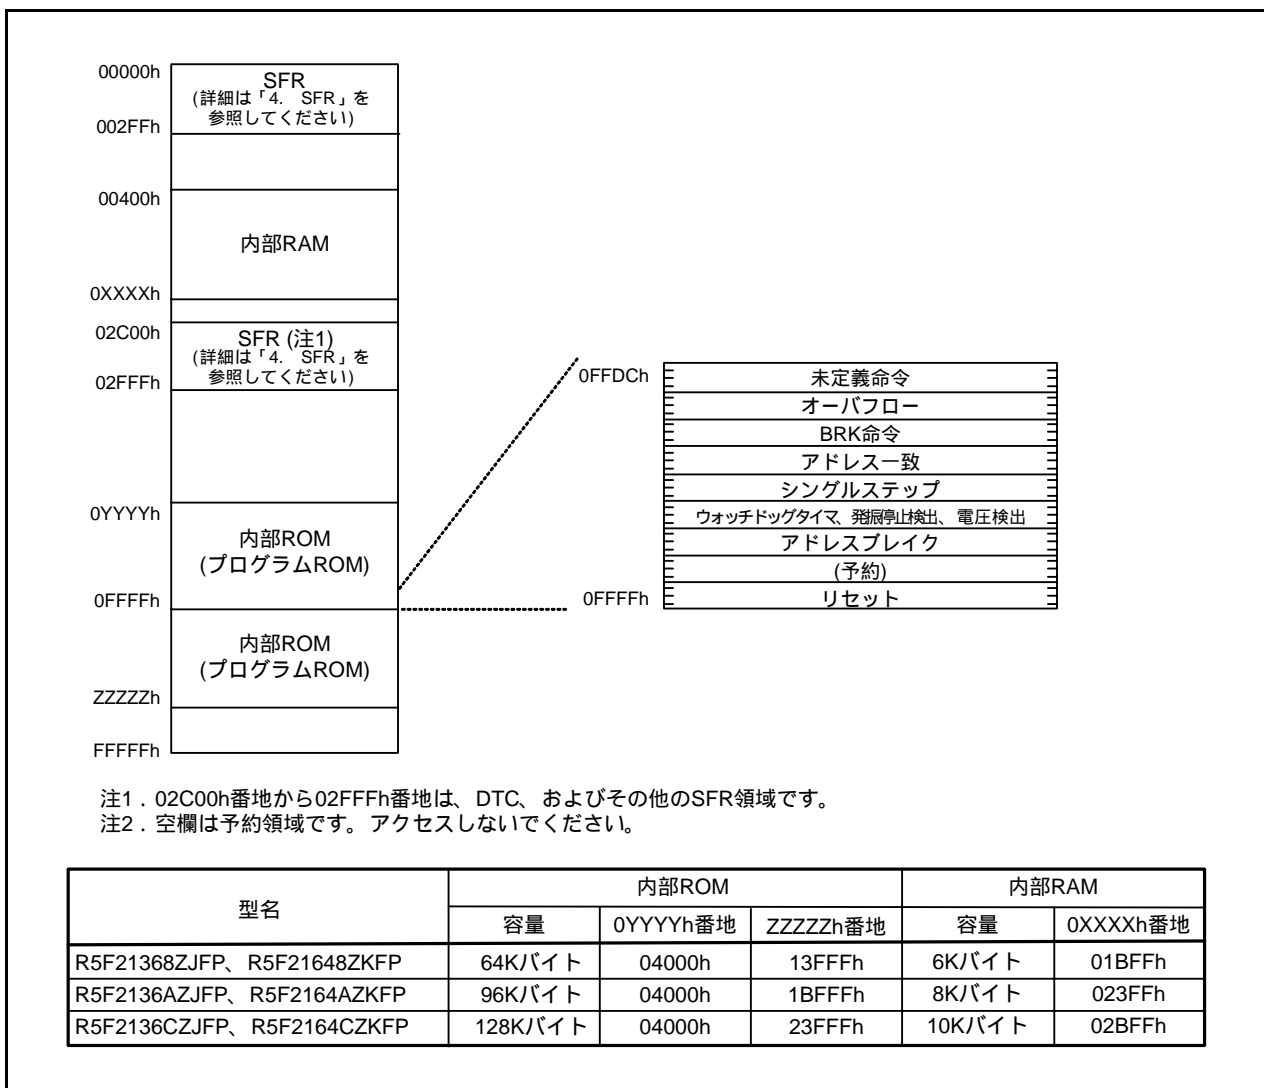 00000h
SFR
(詳細は「4. SFR」を
参照してください)
002FFh
00400h
内部RAM
0XXXXh
02C00h
SFR (注1)
(詳細は「4. SFR」を
参照してください)
02FFFh
0YYYYh
内部ROM
(プログラムROM)
0FFFFh
内部ROM
(プログラムROM)
ZZZZZh
FFFFFh
0FFDCh
未定義命令
オーバフロー
BRK命令
アドレス一致
シングルステップ
ウォッチドッグタイマ、発振停止検出、電圧検出
アドレスブレイク
(予約)
0FFFFh
リセット
注1．02C00h番地から02FFFh番地は、DTC、およびその他のSFR領域です。
注2．空欄は予約領域です。アクセスしないでください。
型名 内部ROM 内部RAM
容量 0YYYYh番地 ZZZZZh番地 容量 0XXXXh番地
R5F21368ZJFP、R5F21648ZKFP 64Kバイト 04000h 13FFFh 6Kバイト 01BFFh
R5F2136AZJFP、R5F2164AZKFP 96Kバイト 04000h 1BFFFh 8Kバイト 023FFh
R5F2136CZJFP、R5F2164CZKFP 128Kバイト 04000h 23FFFh 10Kバイト 02BFFh